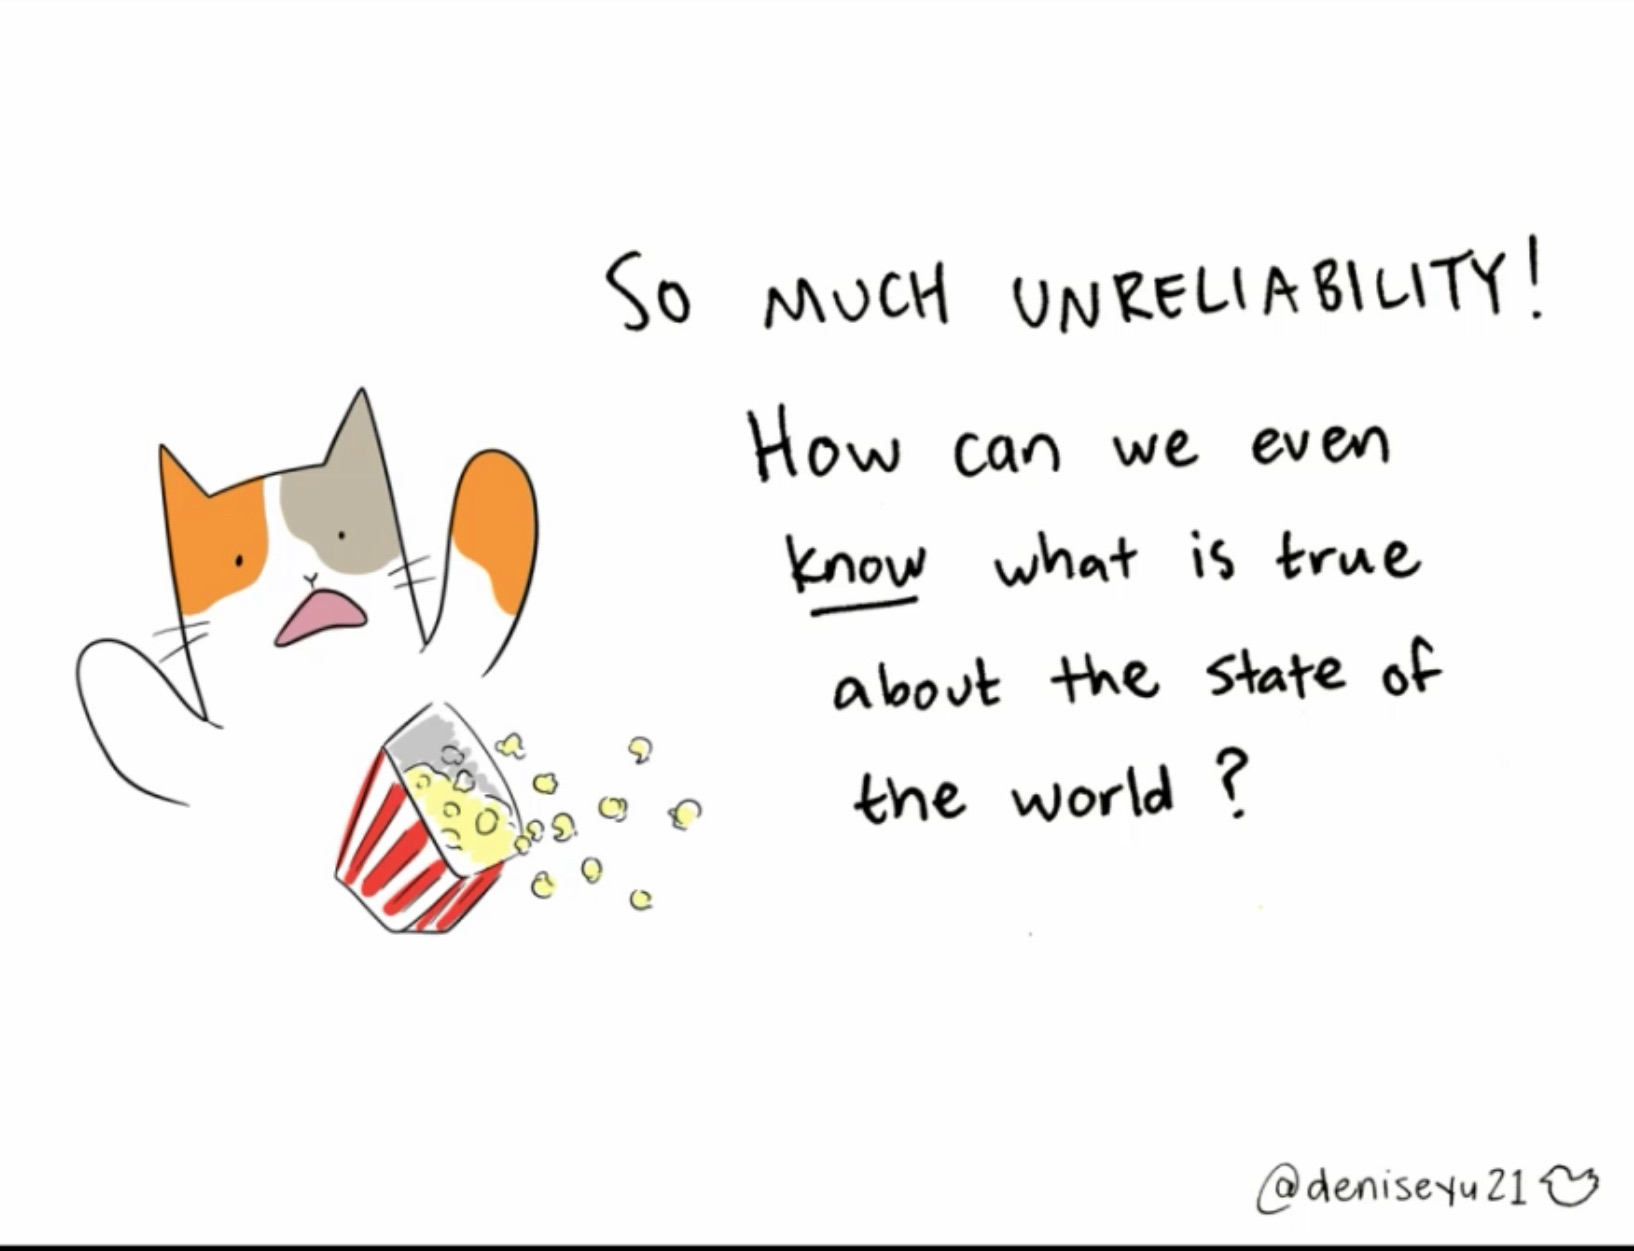 So MUCH UNRELIABILITY!
How can we even
know what is true
about the state of
the world?
@deniseyu21